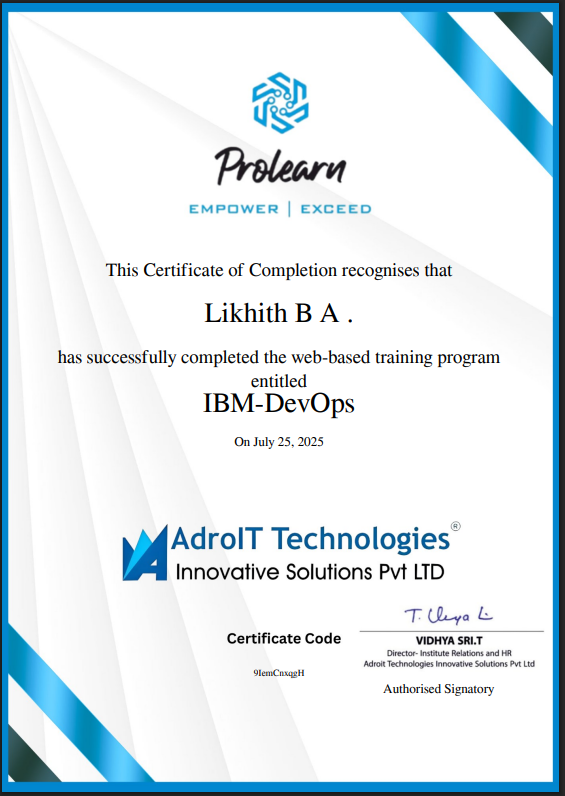 Prolearn
EMPOWER | EXCEED
This Certificate of Completion recognises that
Likhith B A .
has successfully completed the web-based training program
entitled
IBM-DevOps
On July 25, 2025
AdroIT Technologies®
Innovative Solutions Pvt LTD
Certificate Code
9IemCnxqgH
VIDHYA SRI.T
Director- Institute Relations and HR
Adroit Technologies Innovative Solutions Pvt Ltd
Authorised Signatory